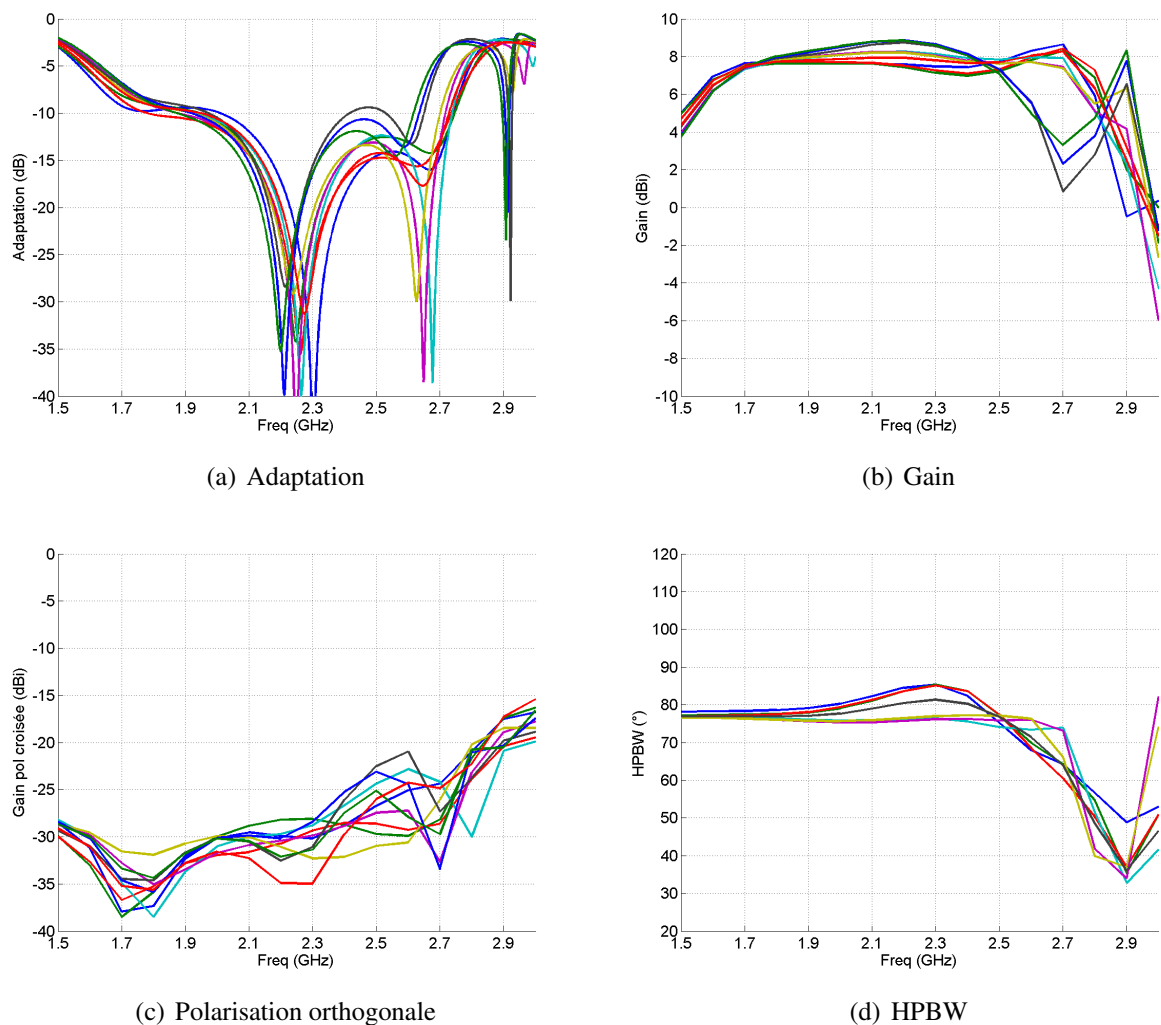 0
-5
-10
-15
-20
-25
-30
-35
-40
Adaptation (dB)
1.5 1.7 1.9 2.1 2.3 2.5 2.7 2.9
Freq (GHz)
(a) Adaptation
10
8
6
4
2
0
-2
-4
-6
-8
-10
Gain (dBi)
1.5 1.7 1.9 2.1 2.3 2.5 2.7 2.9
Freq (GHz)
(b) Gain
0
-5
-10
-15
-20
-25
-30
-35
-40
Gain pol croisée (dBi)
1.5 1.7 1.9 2.1 2.3 2.5 2.7 2.9
Freq (GHz)
(c) Polarisation orthogonale
120
110
100
90
80
70
60
50
40
30
20
HPBW (°)
1.5 1.7 1.9 2.1 2.3 2.5 2.7 2.9
Freq (GHz)
(d) HPBW